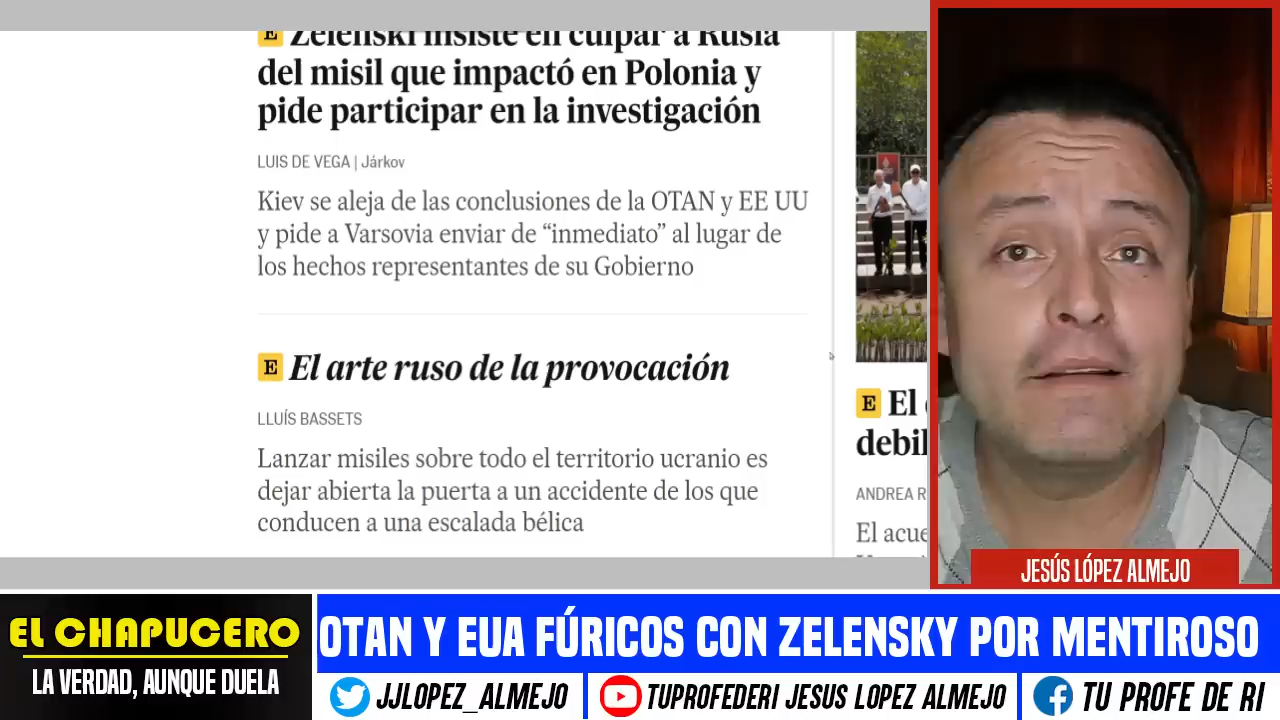 E Zelenski insiste en culpar a Rusia
del misil que impactó en Polonia y
pide participar en la investigación
LUIS DE VEGA | Járkov
Kiev se aleja de las conclusiones de la OTAN y EE UU
y pide a Varsovia enviar de “inmediato” al lugar de
los hechos representantes de su Gobierno
E El arte ruso de la provocación
LLUÍS BASSETS
Lanzar misiles sobre todo el territorio ucranio es
dejar abierta la puerta a un accidente de los que
conducen a una escalada bélica
E El
debil
ANDREA R
El acue
JESÚS LÓPEZ ALMEJO
EL CHAPUCERO
LA VERDAD, AUNQUE DUELA
OTAN Y EUA FÚRICOS CON ZELENSKY POR MENTIROSO
JJLOPEZ_ALMEJO
TUPROFEDERI JESUS LOPEZ ALMEJO
TU PROFE DE RI